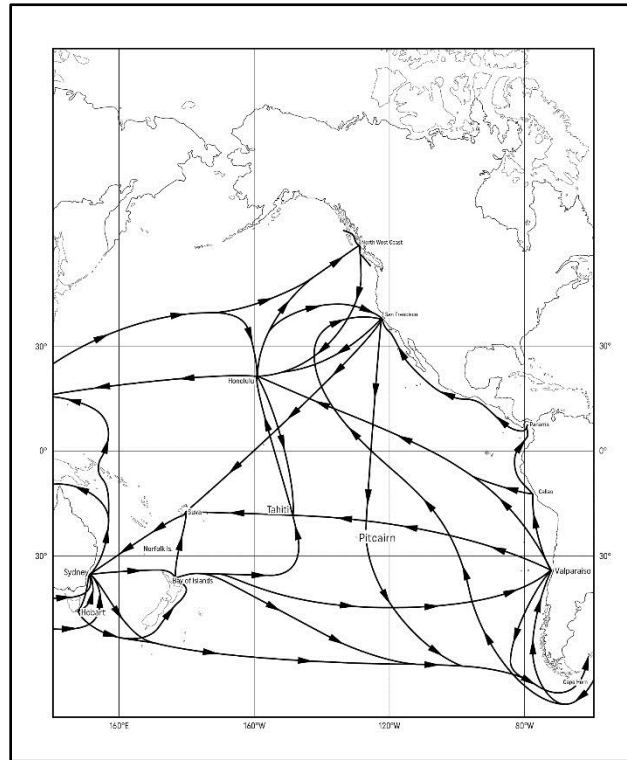 North West Coast
San Francisco
30°
30°
Honolulu
Panama
0°
0°
Callao
Suva
Tahiti
Pitcairn
Norfolk Is.
30°
30°
Sydney
Bay of Islands
Valparaiso
Hobart
Cape Horn
160°E
160°W
120°W
80°W